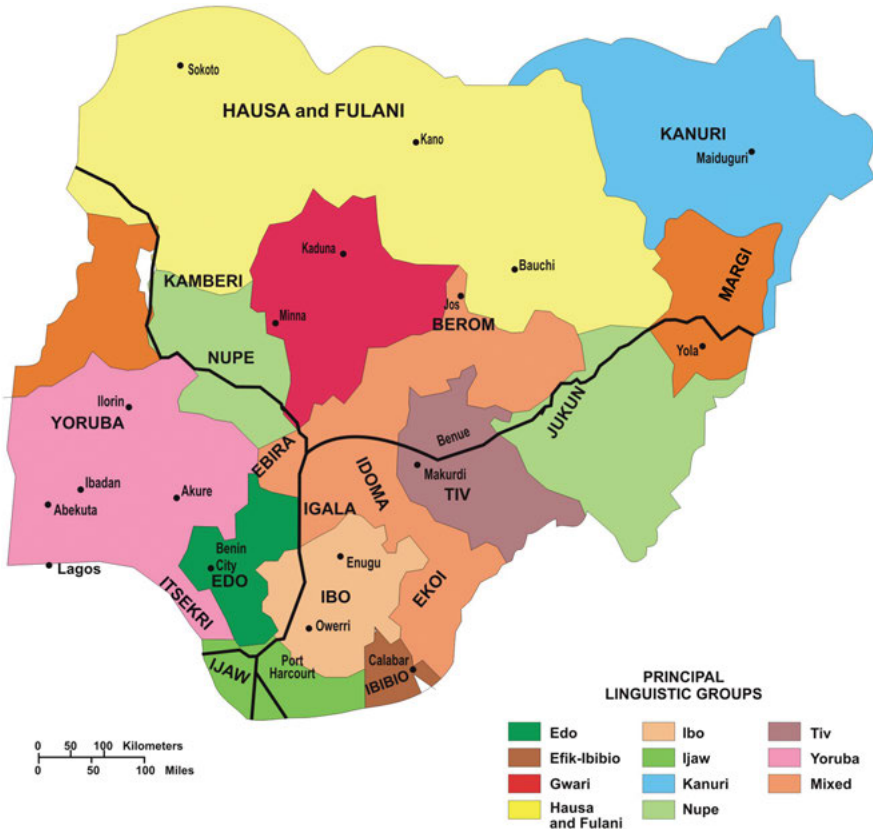 Sokoto
HAUSA and FULANI
Kano
KANURI
Maiduguri
Kaduna
KAMBERI
Bauchi
MARGI
Jos
BEROM
Minna
NUPE
Yola
Ilorin
YORUBA
JUKUN
Benue
EBIRA
IDOMA
Makurdi
TIV
Ibadan
Akure
Abekuta
IGALA
Benin
City
EDO
Enugu
Lagos
ITSEKRI
IBO
EKOI
Owerri
IJAW
Port
Harcourt
Calabar
IBIBIO
PRINCIPAL
LINGUISTIC GROUPS
Edo
Efik-Ibibio
Gwari
Hausa
and Fulani
Ibo
Ijaw
Kanuri
Nupe
Tiv
Yoruba
Mixed
0 50 100 Kilometers
0 50 100 Miles